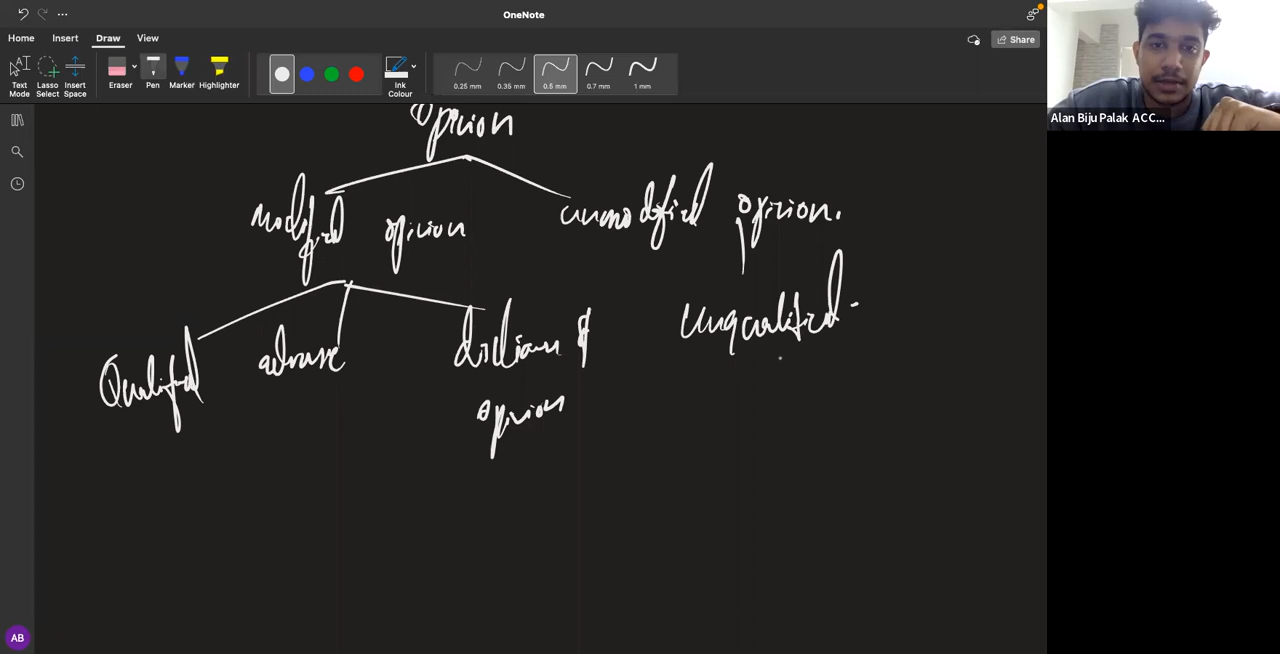 OneNote
Home Insert Draw View
Share
Text Mode
Lasso Select
Insert Space
Eraser
Pen
Marker
Highlighter
Ink Colour
0.25 mm
0.35 mm
0.5 mm
0.7 mm
1 mm
Alan Biju Palak ACC...
Opinion
modified opinion
unmodified opinion.
Qualified
adverse
of
opinion
unqualified
AB